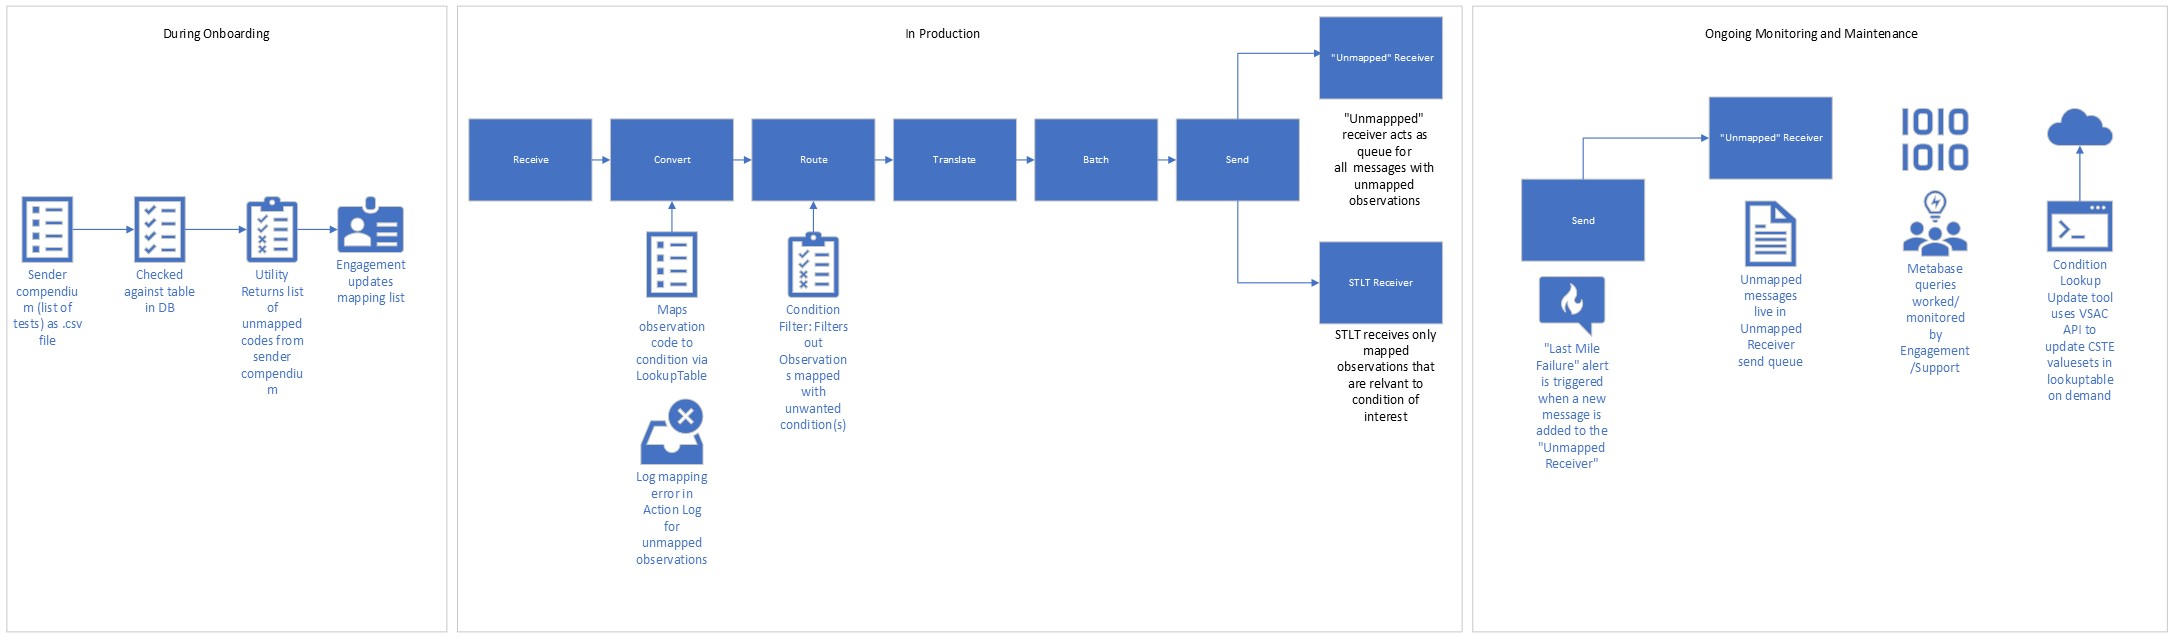 During Onboarding
Sender
compendiu
m (list of
tests) as .csv
file
Checked
against table
in DB
Utility
Returns list
of
unmapped
codes from
sender
compendiu
m
Engagement
updates
mapping list
In Production
Receive
Convert
Route
Translate
Batch
Send
"Unmapped" Receiver
"Unmappped"
receiver acts as
queue for
all messages with
unmapped
observations
STLT Receiver
STLT receives only
mapped
observations that
are relvant to
condition of
interest
Maps
observation
code to
condition via
LookupTable
Log mapping
error in
Action Log
for
unmapped
observations
Condition
Filter: Filters
out
Observation
s mapped
with
unwanted
condition(s)
Ongoing Monitoring and Maintenance
Send
"Last Mile
Failure" alert
is triggered
when a new
message is
added to the
"Unmapped
Receiver"
"Unmapped" Receiver
Unmapped
messages
live in
Unmapped
Receiver
send queue
1010
1010
Metabase
queries
worked/
monitored
by
Engagement
/Support
Condition
Lookup
Update tool
uses VSAC
API to
update CSTE
valuesets in
lookuptable
on demand